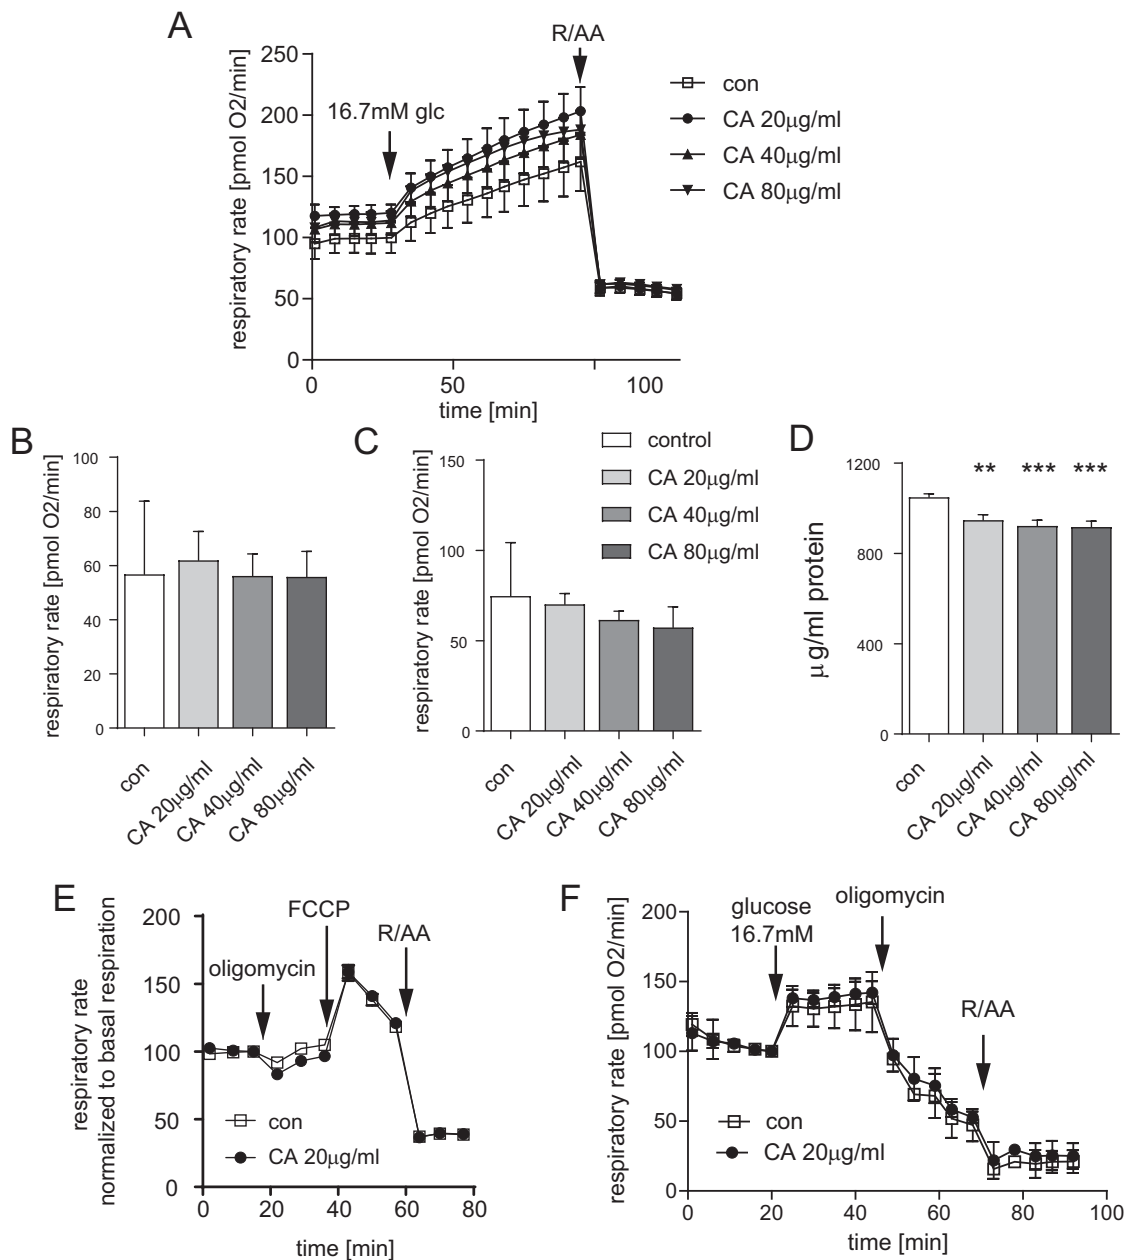 A
R/AA
250
200
150
100
50
0
respiratory rate [pmol O2/min]
16.7mM glc
con
CA 20µg/ml
CA 40µg/ml
CA 80µg/ml
0
50
100
time [min]
B
respiratory rate [pmol O2/min]
100
80
60
40
20
0
con
CA 20µg/ml
CA 40µg/ml
CA 80µg/ml
C
respiratory rate [pmol O2/min]
150
100
50
0
control
CA 20µg/ml
CA 40µg/ml
CA 80µg/ml
con
CA 20µg/ml
CA 40µg/ml
CA 80µg/ml
D
µg/ml protein
1200
800
400
0
** *** ***
con
CA 20µg/ml
CA 40µg/ml
CA 80µg/ml
E
respiratory rate
normalized to basal respiration
200
150
100
50
0
oligomycin
FCCP
R/AA
con
CA 20µg/ml
0
20
40
60
80
time [min]
F
respiratory rate [pmol O2/min]
200
150
100
50
0
glucose
16.7mM
oligomycin
R/AA
con
CA 20µg/ml
0
20
40
60
80
100
time [min]